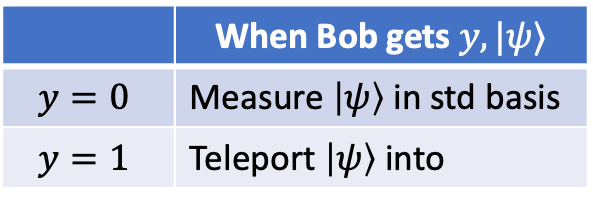 When Bob gets y, |ψ⟩
y = 0 Measure |ψ⟩ in std basis
y = 1 Teleport |ψ⟩ into